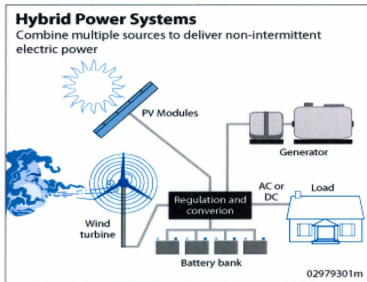 Hybrid Power Systems
Combine multiple sources to deliver non-intermittent
electric power
PV Modules
Generator
Regulation and
converion
AC or
DC
Load
Wind
turbine
Battery bank
02979301m